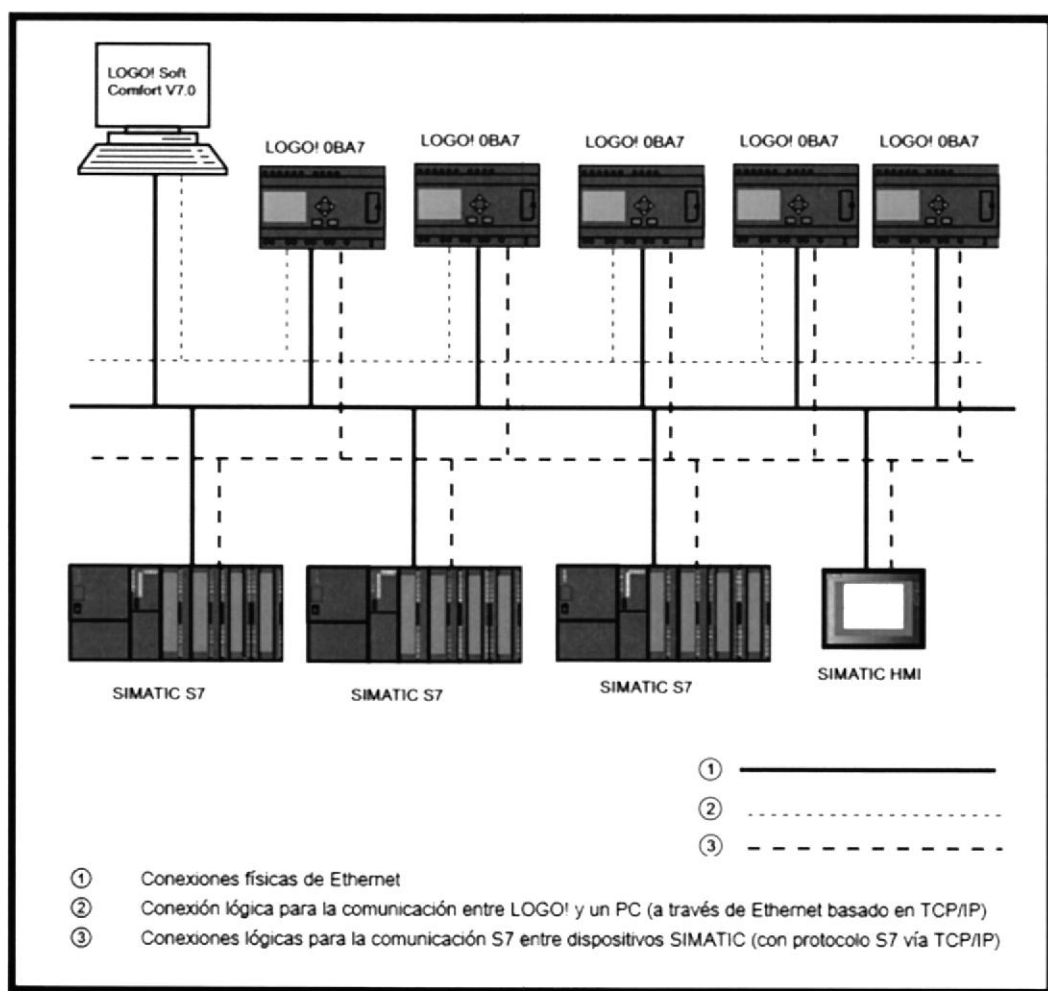 LOGO! Soft
Comfort V7.0
LOGO! 0BA7
LOGO! 0BA7
LOGO! 0BA7
LOGO! 0BA7
LOGO! 0BA7
SIMATIC S7
SIMATIC S7
SIMATIC S7
SIMATIC HMI
①
②
③
① Conexiones físicas de Ethernet
② Conexión lógica para la comunicación entre LOGO! y un PC (a través de Ethernet basado en TCP/IP)
③ Conexiones lógicas para la comunicación S7 entre dispositivos SIMATIC (con protocolo S7 vía TCP/IP)